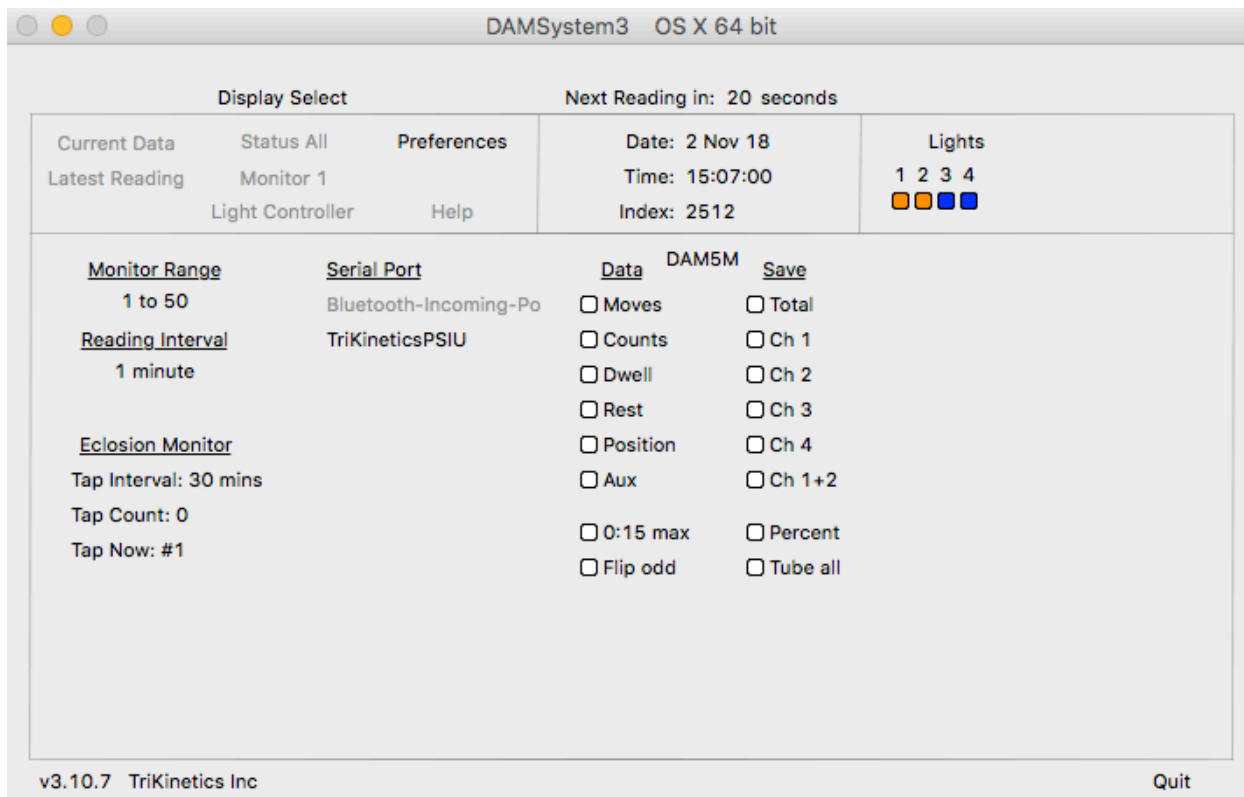 DAMSystem3 OS X 64 bit
Display Select
Next Reading in: 20 seconds
Current Data
Status All
Preferences
Latest Reading
Monitor 1
Light Controller
Help
Date: 2 Nov 18
Time: 15:07:00
Index: 2512
Lights
1 2 3 4
Monitor Range
1 to 50
Reading Interval
1 minute
Eclosion Monitor
Tap Interval: 30 mins
Tap Count: 0
Tap Now: #1
Serial Port
Bluetooth-Incoming-Po
TriKineticsPSIU
DAM5M
Data
Save
Moves
Total
Counts
Ch 1
Dwell
Ch 2
Rest
Ch 3
Position
Ch 4
Aux
Ch 1+2
0:15 max
Percent
Flip odd
Tube all
v3.10.7 TriKinetics Inc
Quit